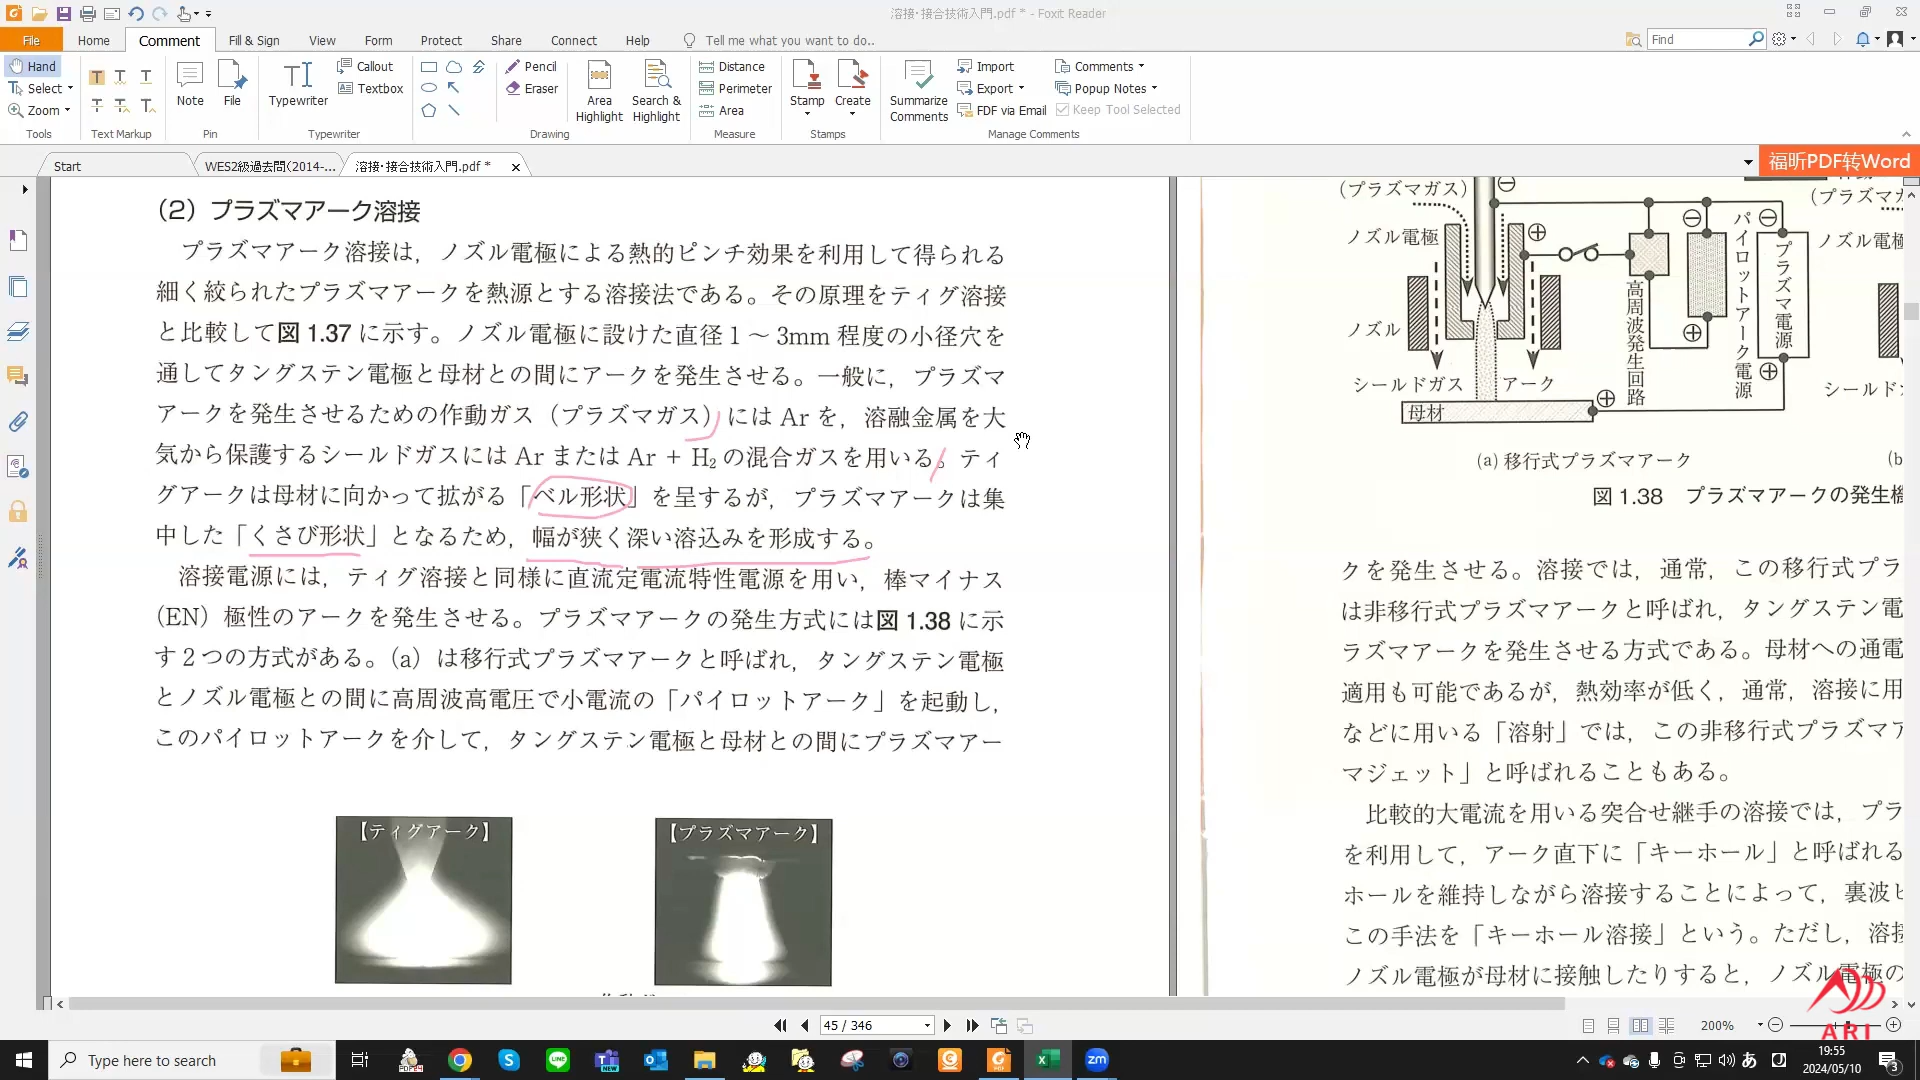 溶接・接合技術入門.pdf * - Foxit Reader
File
Home
Comment
Fill & Sign
View
Form
Protect
Share
Connect
Help
Tell me what you want to do..
Find
Hand
Select
Zoom
Tools
Text Markup
Note
File
Pin
Typewriter
Callout
Textbox
Typewriter
Pencil
Eraser
Area Highlight
Search & Highlight
Drawing
Distance
Perimeter
Area
Measure
Stamp
Create
Stamps
Summarize Comments
Import
Export
FDF via Email
Comments
Popup Notes
Keep Tool Selected
Manage Comments
Start
WES2級過去問(2014-...
溶接・接合技術入門.pdf *
福昕PDF转Word
（2）プラズマアーク溶接
プラズマアーク溶接は，ノズル電極による熱的ピンチ効果を利用して得られる
細く絞られたプラズマアークを熱源とする溶接法である。その原理をティグ溶接
と比較して図 1.37 に示す。ノズル電極に設けた直径 1 ～ 3mm 程度の小径穴を
通してタングステン電極と母材との間にアークを発生させる。一般に，プラズマ
アークを発生させるための作動ガス（プラズマガス）には Ar を，溶融金属を大
気から保護するシールドガスには Ar または Ar + H₂ の混合ガスを用いる。ティ
グアークは母材に向かって拡がる「ベル形状」を呈するが，プラズマアークは集
中した「くさび形状」となるため，幅が狭く深い溶込みを形成する。
溶接電源には，ティグ溶接と同様に直流定電流特性電源を用い，棒マイナス
（EN）極性のアークを発生させる。プラズマアークの発生方式には図 1.38 に示
す２つの方式がある。（a）は移行式プラズマアークと呼ばれ，タングステン電極
とノズル電極との間に高周波高電圧で小電流の「パイロットアーク」を起動し，
このパイロットアークを介して，タングステン電極と母材との間にプラズマアー
【ティグアーク】
【プラズマアーク】
（プラズマガス）
ノズル電極
ノズル
シールドガス
アーク
母材
高周波発生回路
パイロットアーク電源
プラズマ電源
（プラズマガ
ノズル電極
シールド
(a) 移行式プラズマアーク
(b
図 1.38 プラズマアークの発生機
クを発生させる。溶接では，通常，この移行式プラ
は非移行式プラズマアークと呼ばれ，タングステン電
ラズマアークを発生させる方式である。母材への通電
適用も可能であるが，熱効率が低く，通常，溶接に用
などに用いる「溶射」では，この非移行式プラズマア
マジェット」と呼ばれることもある。
比較的大電流を用いる突合せ継手の溶接では，プラ
を利用して，アーク直下に「キーホール」と呼ばれる
ホールを維持しながら溶接することによって，裏波ビ
この手法を「キーホール溶接」という。ただし，溶接
ノズル電極が母材に接触したりすると，ノズル電極の
ARI
45 / 346
200%
Type here to search
19:55
2024/05/10